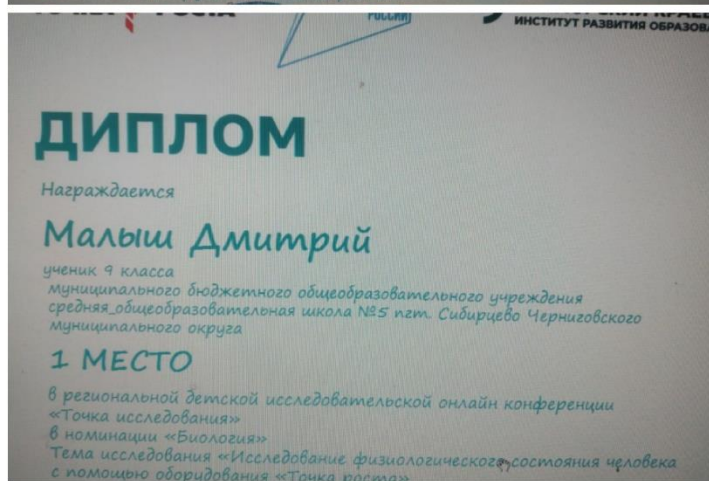 РОССИИ
ИНСТИТУТ РАЗВИТИЯ
ДИПЛОМ
Награждается
Малыш Дмитрий
ученик 9 класса
муниципального бюджетного общеобразовательного учреждения
средняя общеобразовательная школа №5 пгт. Сибирцево Черниговского
муниципального округа
1 МЕСТО
в региональной детской исследовательской онлайн конференции
«Точка исследования»
в номинации «Биология»
Тема исследования «Исследование физиологического состояния человека
с помощью оборудования «Точка роста»